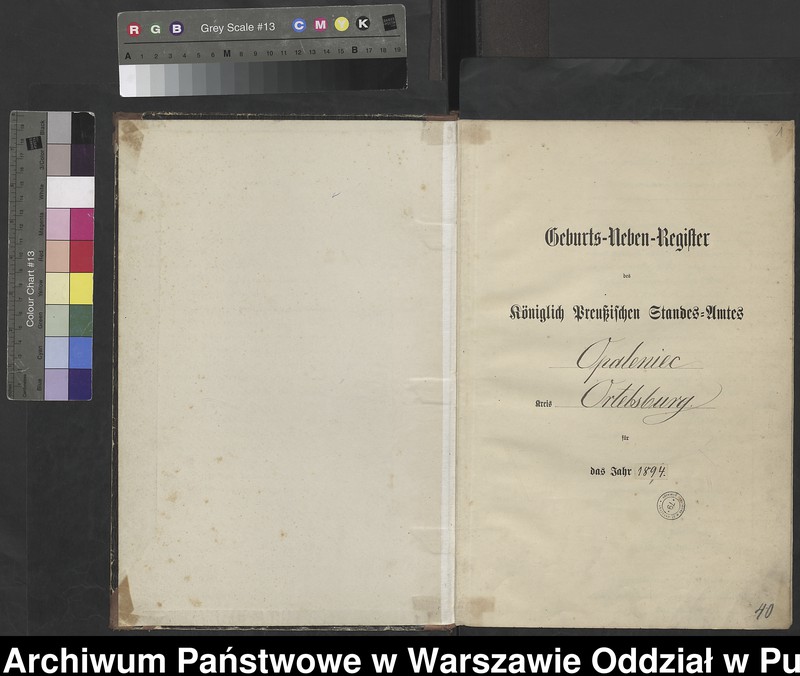 R G B Grey Scale #13 C M Y K
A 1 2 3 4 5 6 M 8 9 10 11 12 13 14 15 B 17 18 19
Colour Chart #13
1
Geburts-Neben-Register
des
Königlich Preußischen Standes-Amtes
Opaleniec
Kreis Ortelsburg
für
das Jahr 1894.
40
Archiwum Państwowe w Warszawie Oddział w Pu